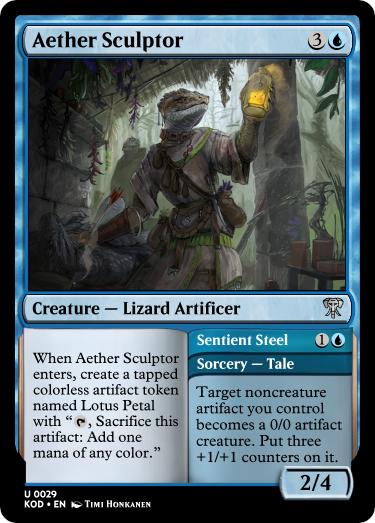 Aether Sculptor 3
Creature — Lizard Artificer
When Aether Sculptor
enters, create a tapped
colorless artifact token
named Lotus Petal
with “, Sacrifice this
artifact: Add one
mana of any color.”
Sentient Steel 1
Sorcery — Tale
Target noncreature
artifact you control
becomes a 0/0 artifact
creature. Put three
+1/+1 counters on it.
2/4
U 0029
KOD • EN Timi Honkanen